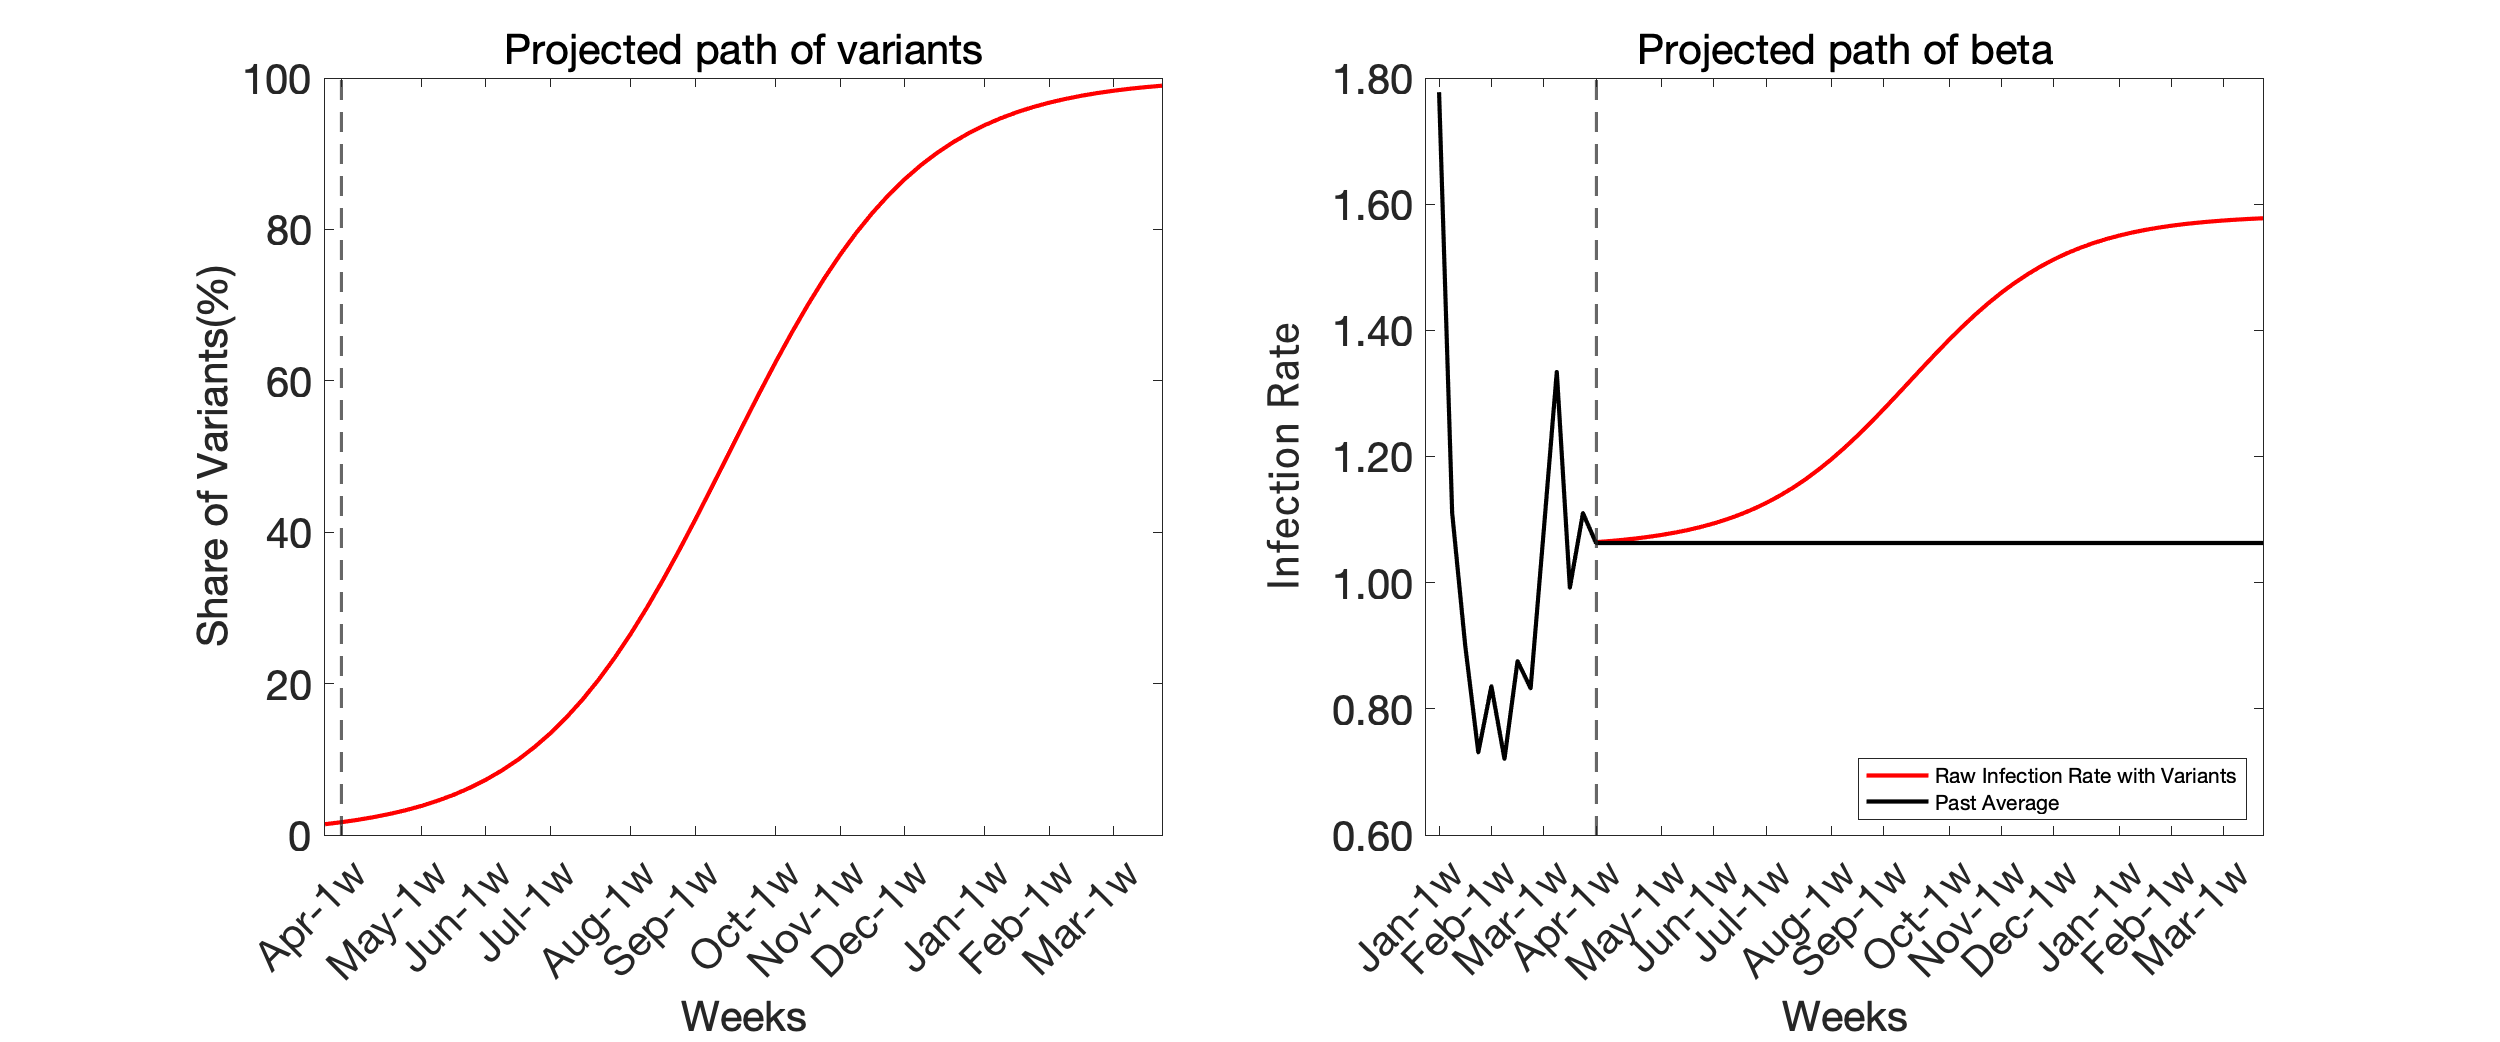 Projected path of variants
100
80
60
40
20
0
Share of Variants(%)
Apr-1w
May-1w
Jun-1w
Jul-1w
Aug-1w
Sep-1w
Oct-1w
Nov-1w
Dec-1w
Jan-1w
Feb-1w
Mar-1w
Weeks
Projected path of beta
1.80
1.60
1.40
1.20
1.00
0.80
0.60
Infection Rate
Raw Infection Rate with Variants
Past Average
Jan-1w
Feb-1w
Mar-1w
Apr-1w
May-1w
Jun-1w
Jul-1w
Aug-1w
Sep-1w
Oct-1w
Nov-1w
Dec-1w
Jan-1w
Feb-1w
Mar-1w
Weeks